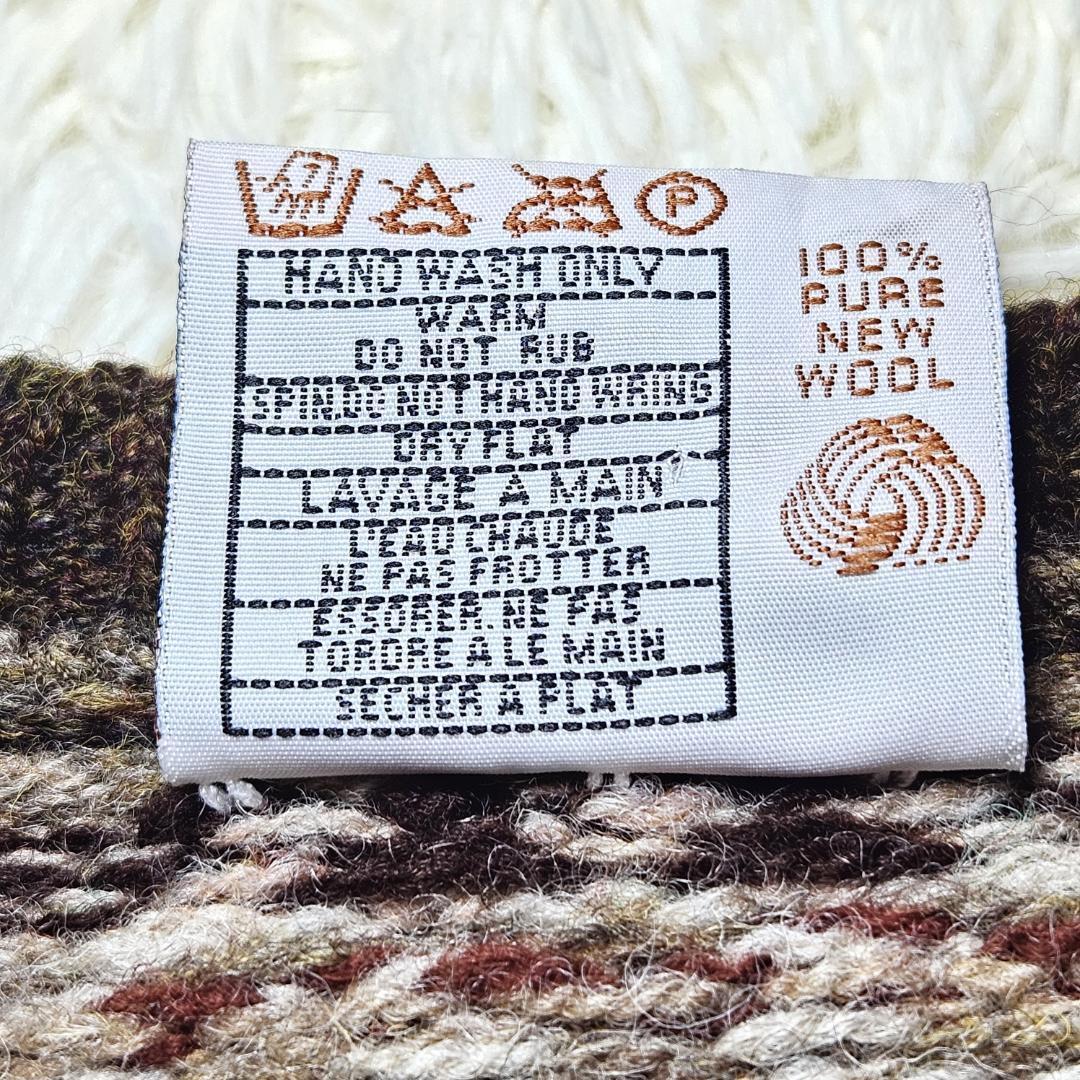 HAND WASH ONLY
WARM
DO NOT RUB
SPIN.DO NOT HAND WRING
DRY FLAT
LAVAGE A MAIN
L'EAU CHAUDE
NE PAS FROTTER
ESSORER. NE PAS
TORDRE A LE MAIN
SECHER A PLAT
P
100%
PURE
NEW
WOOL